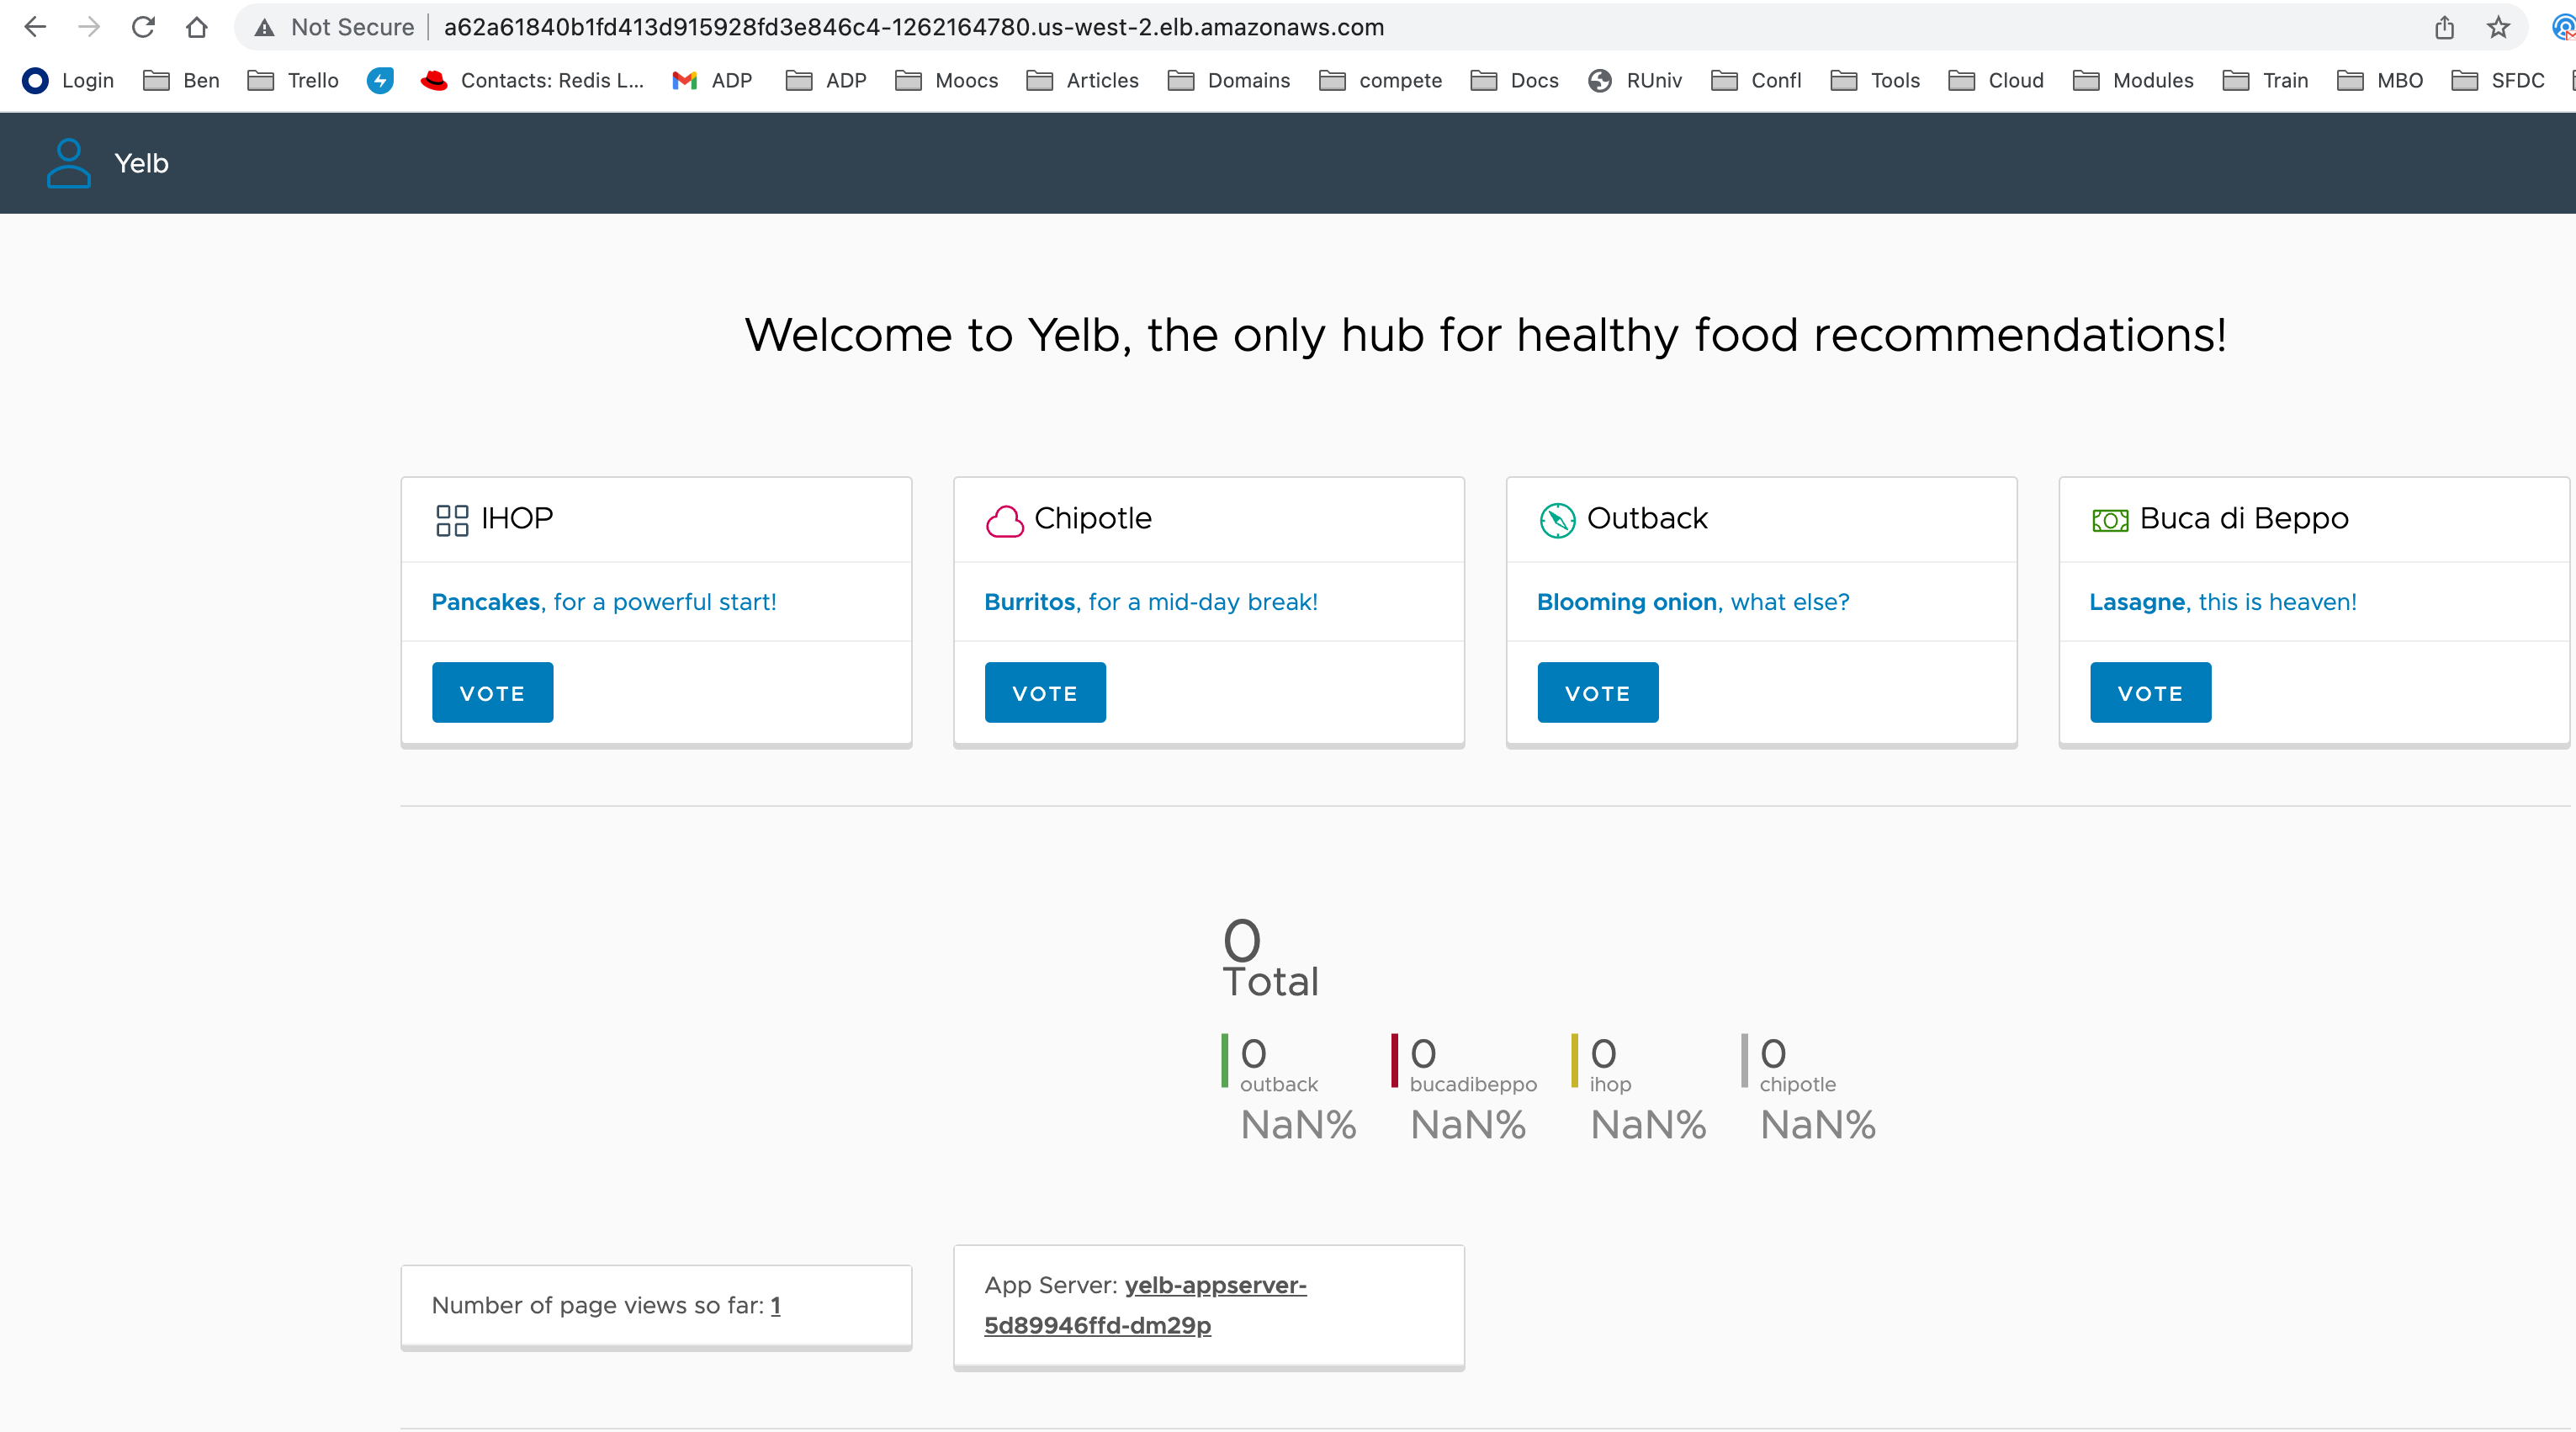 Not Secure a62a61840b1fd413d915928fd3e846c4-1262164780.us-west-2.elb.amazonaws.com
Login Ben Trello Contacts: Redis L... ADP ADP Moocs Articles Domains compete Docs RUniv Confl Tools Cloud Modules Train MBO SFDC
Yelb
Welcome to Yelb, the only hub for healthy food recommendations!
IHOP
Pancakes, for a powerful start!
VOTE
Chipotle
Burritos, for a mid-day break!
VOTE
Outback
Blooming onion, what else?
VOTE
Buca di Beppo
Lasagne, this is heaven!
VOTE
0
Total
0 0 0 0
outback bucadibeppo ihop chipotle
NaN% NaN% NaN% NaN%
Number of page views so far: 1
App Server: yelb-appserver-
5d89946ffd-dm29p